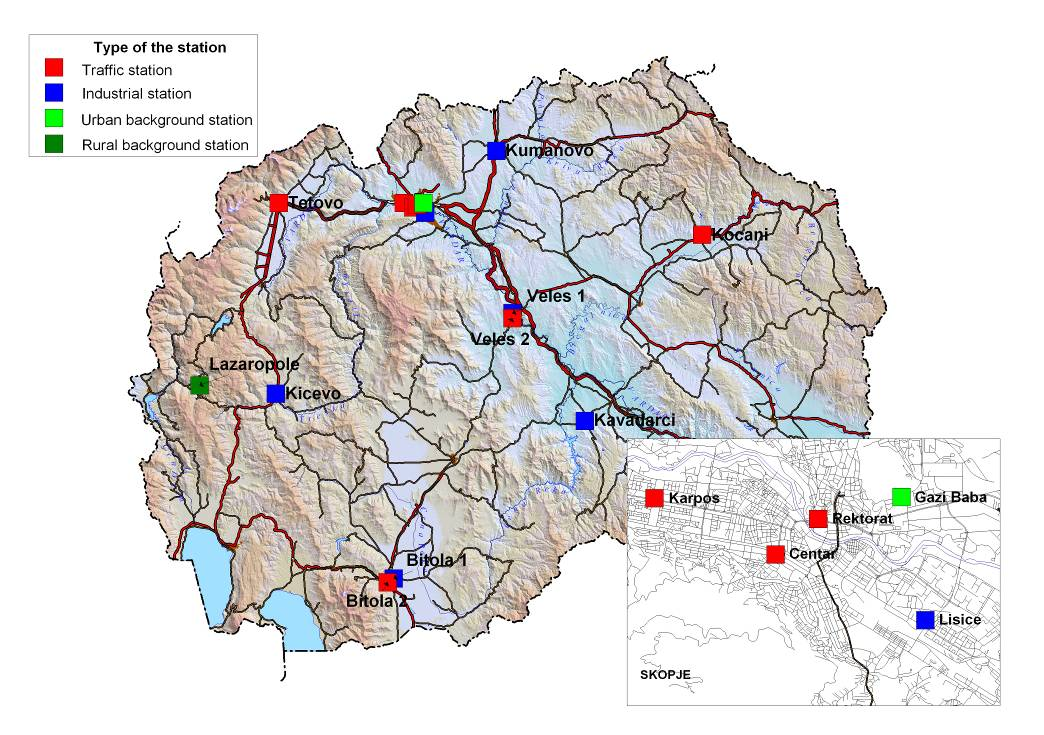 Type of the station
Traffic station
Industrial station
Urban background station
Rural background station
Kumanovo
Tetovo
Kocani
Veles 1
Veles 2
Lazaropole
Kicevo
Kavadarci
Bitola 1
Bitola 2
Karpos
Gazi Baba
Rektorat
Centar
Lisice
SKOPJE